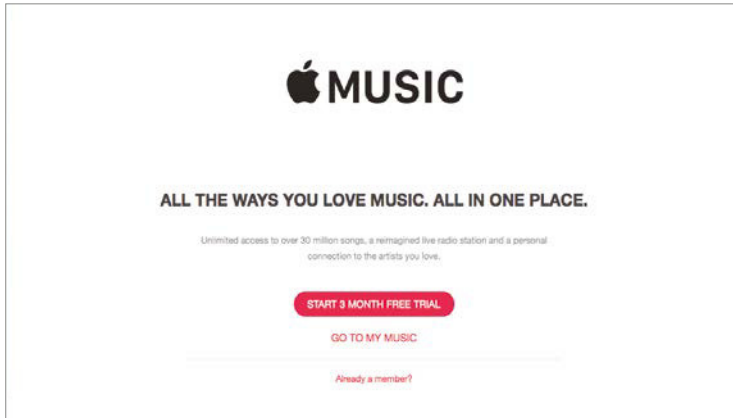 MUSIC
ALL THE WAYS YOU LOVE MUSIC. ALL IN ONE PLACE.
Unlimited access to over 30 million songs, a reimagined live radio station and a personal
connection to the artists you love.
START 3 MONTH FREE TRIAL
GO TO MY MUSIC
Already a member?